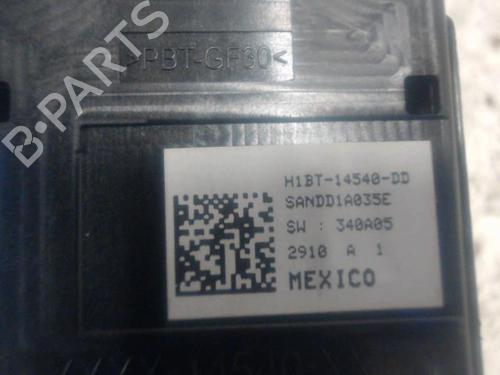 >PBT-GF30<
B-PARTS
H1BT-14540-DD
SANDD1A035E
SW : 340A05
2910 A 1
MEXICO